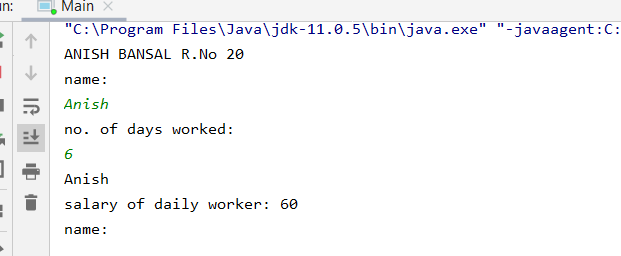 un: Main
"C:\Program Files\Java\jdk-11.0.5\bin\java.exe" "-javaagent:C:
ANISH BANSAL R.No 20
name:
Anish
no. of days worked:
6
Anish
salary of daily worker: 60
name: